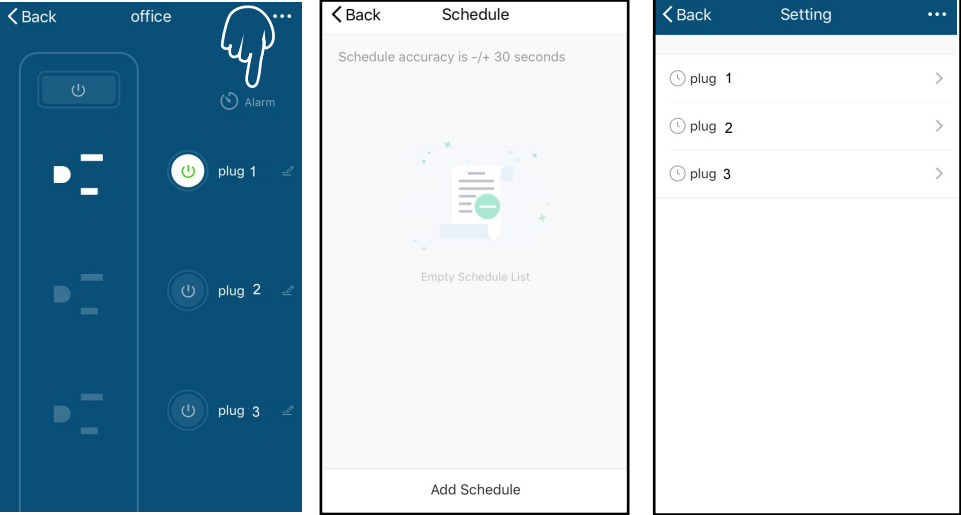 Back office ...
Alarm
plug 1
plug 2
plug 3
Back Schedule
Schedule accuracy is -/+ 30 seconds
Empty Schedule List
Add Schedule
Back Setting ...
plug 1
plug 2
plug 3